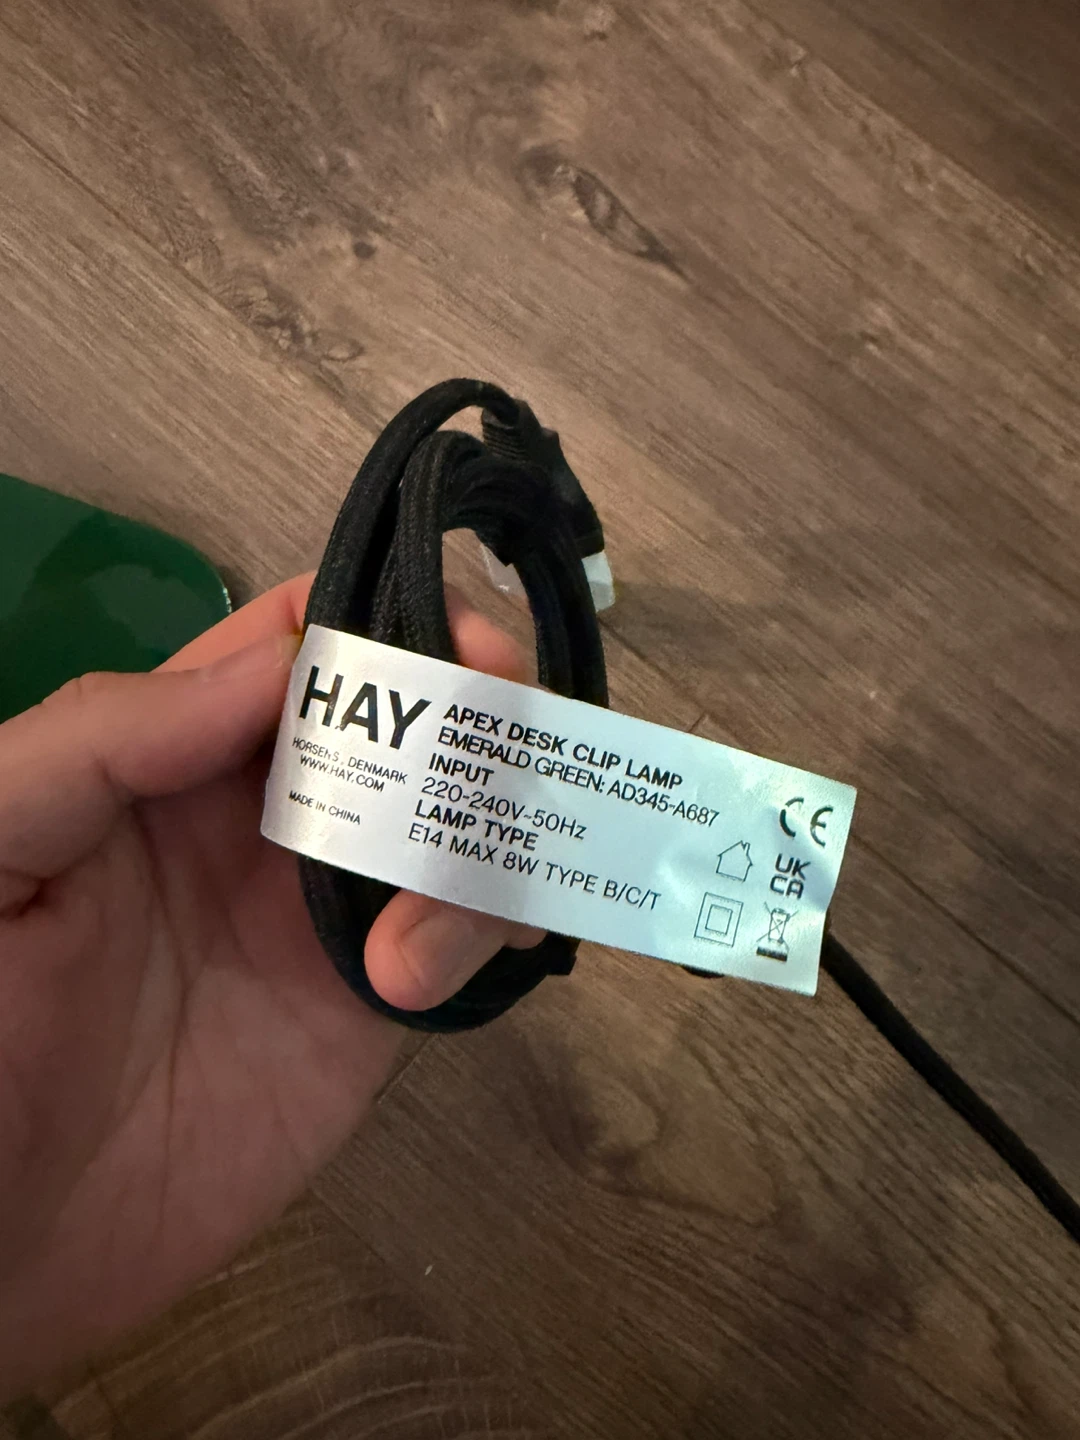 HAY
HORSENS, DENMARK
WWW.HAY.COM
MADE IN CHINA
APEX DESK CLIP LAMP
EMERALD GREEN: AD345-A687
INPUT
220-240V~50Hz
LAMP TYPE
E14 MAX 8W TYPE B/C/T
CE
UK
CA